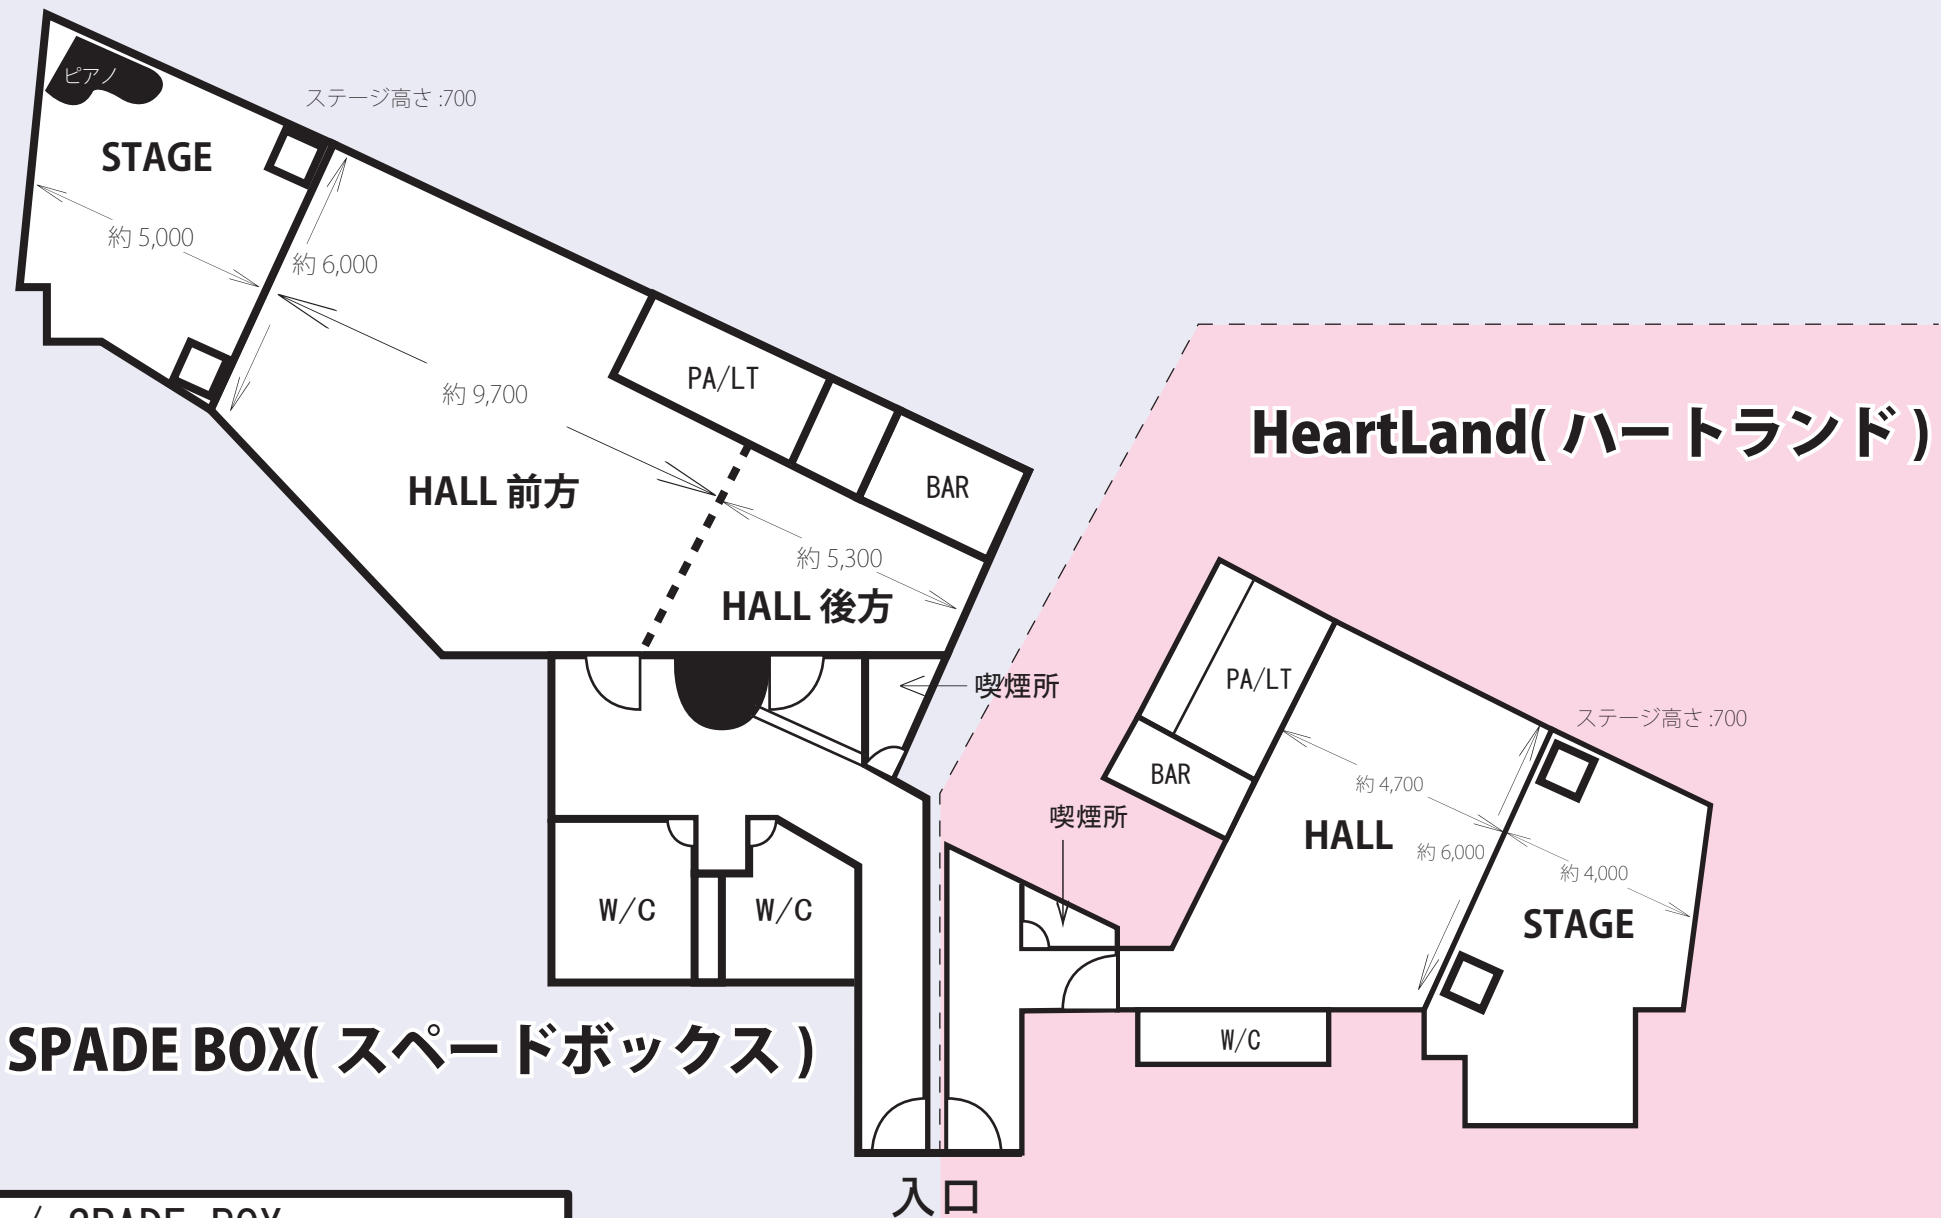 ピアノ
ステージ高さ :700
STAGE
約 5,000
約 6,000
約 9,700
PA/LT
BAR
HALL 前方
約 5,300
HALL 後方
喫煙所
W/C
W/C
SPADE BOX( スペードボックス )
HeartLand( ハートランド )
PA/LT
BAR
ステージ高さ :700
約 4,700
HALL
約 6,000
約 4,000
STAGE
喫煙所
W/C
入口
/ SPADE BOX